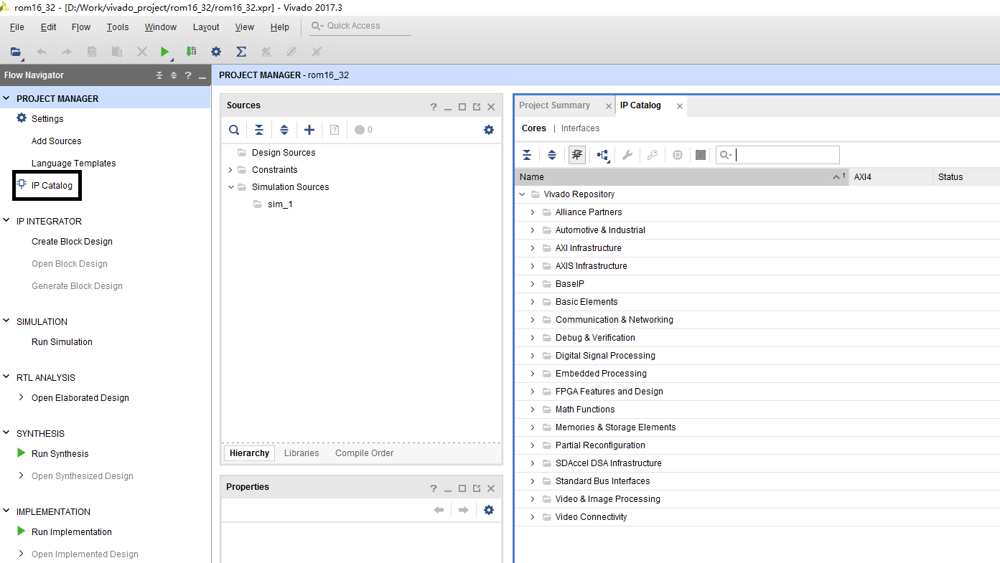 rom16_32 - [D:/Work/vivado_project/rom16_32/rom16_32.xpr] - Vivado 2017.3
File Edit Flow Tools Window Layout View Help Quick Access
Flow Navigator
PROJECT MANAGER
Settings
Add Sources
Language Templates
IP Catalog
IP INTEGRATOR
Create Block Design
Open Block Design
Generate Block Design
SIMULATION
Run Simulation
RTL ANALYSIS
Open Elaborated Design
SYNTHESIS
Run Synthesis
Open Synthesized Design
IMPLEMENTATION
Run Implementation
Open Implemented Design
PROJECT MANAGER - rom16_32
Sources
0
Design Sources
Constraints
Simulation Sources
sim_1
Hierarchy Libraries Compile Order
Properties
Project Summary IP Catalog
Cores | Interfaces
Name 1 AXI4 Status
Vivado Repository
Alliance Partners
Automotive & Industrial
AXI Infrastructure
AXIS Infrastructure
BaseIP
Basic Elements
Communication & Networking
Debug & Verification
Digital Signal Processing
Embedded Processing
FPGA Features and Design
Math Functions
Memories & Storage Elements
Partial Reconfiguration
SDAccel DSA Infrastructure
Standard Bus Interfaces
Video & Image Processing
Video Connectivity